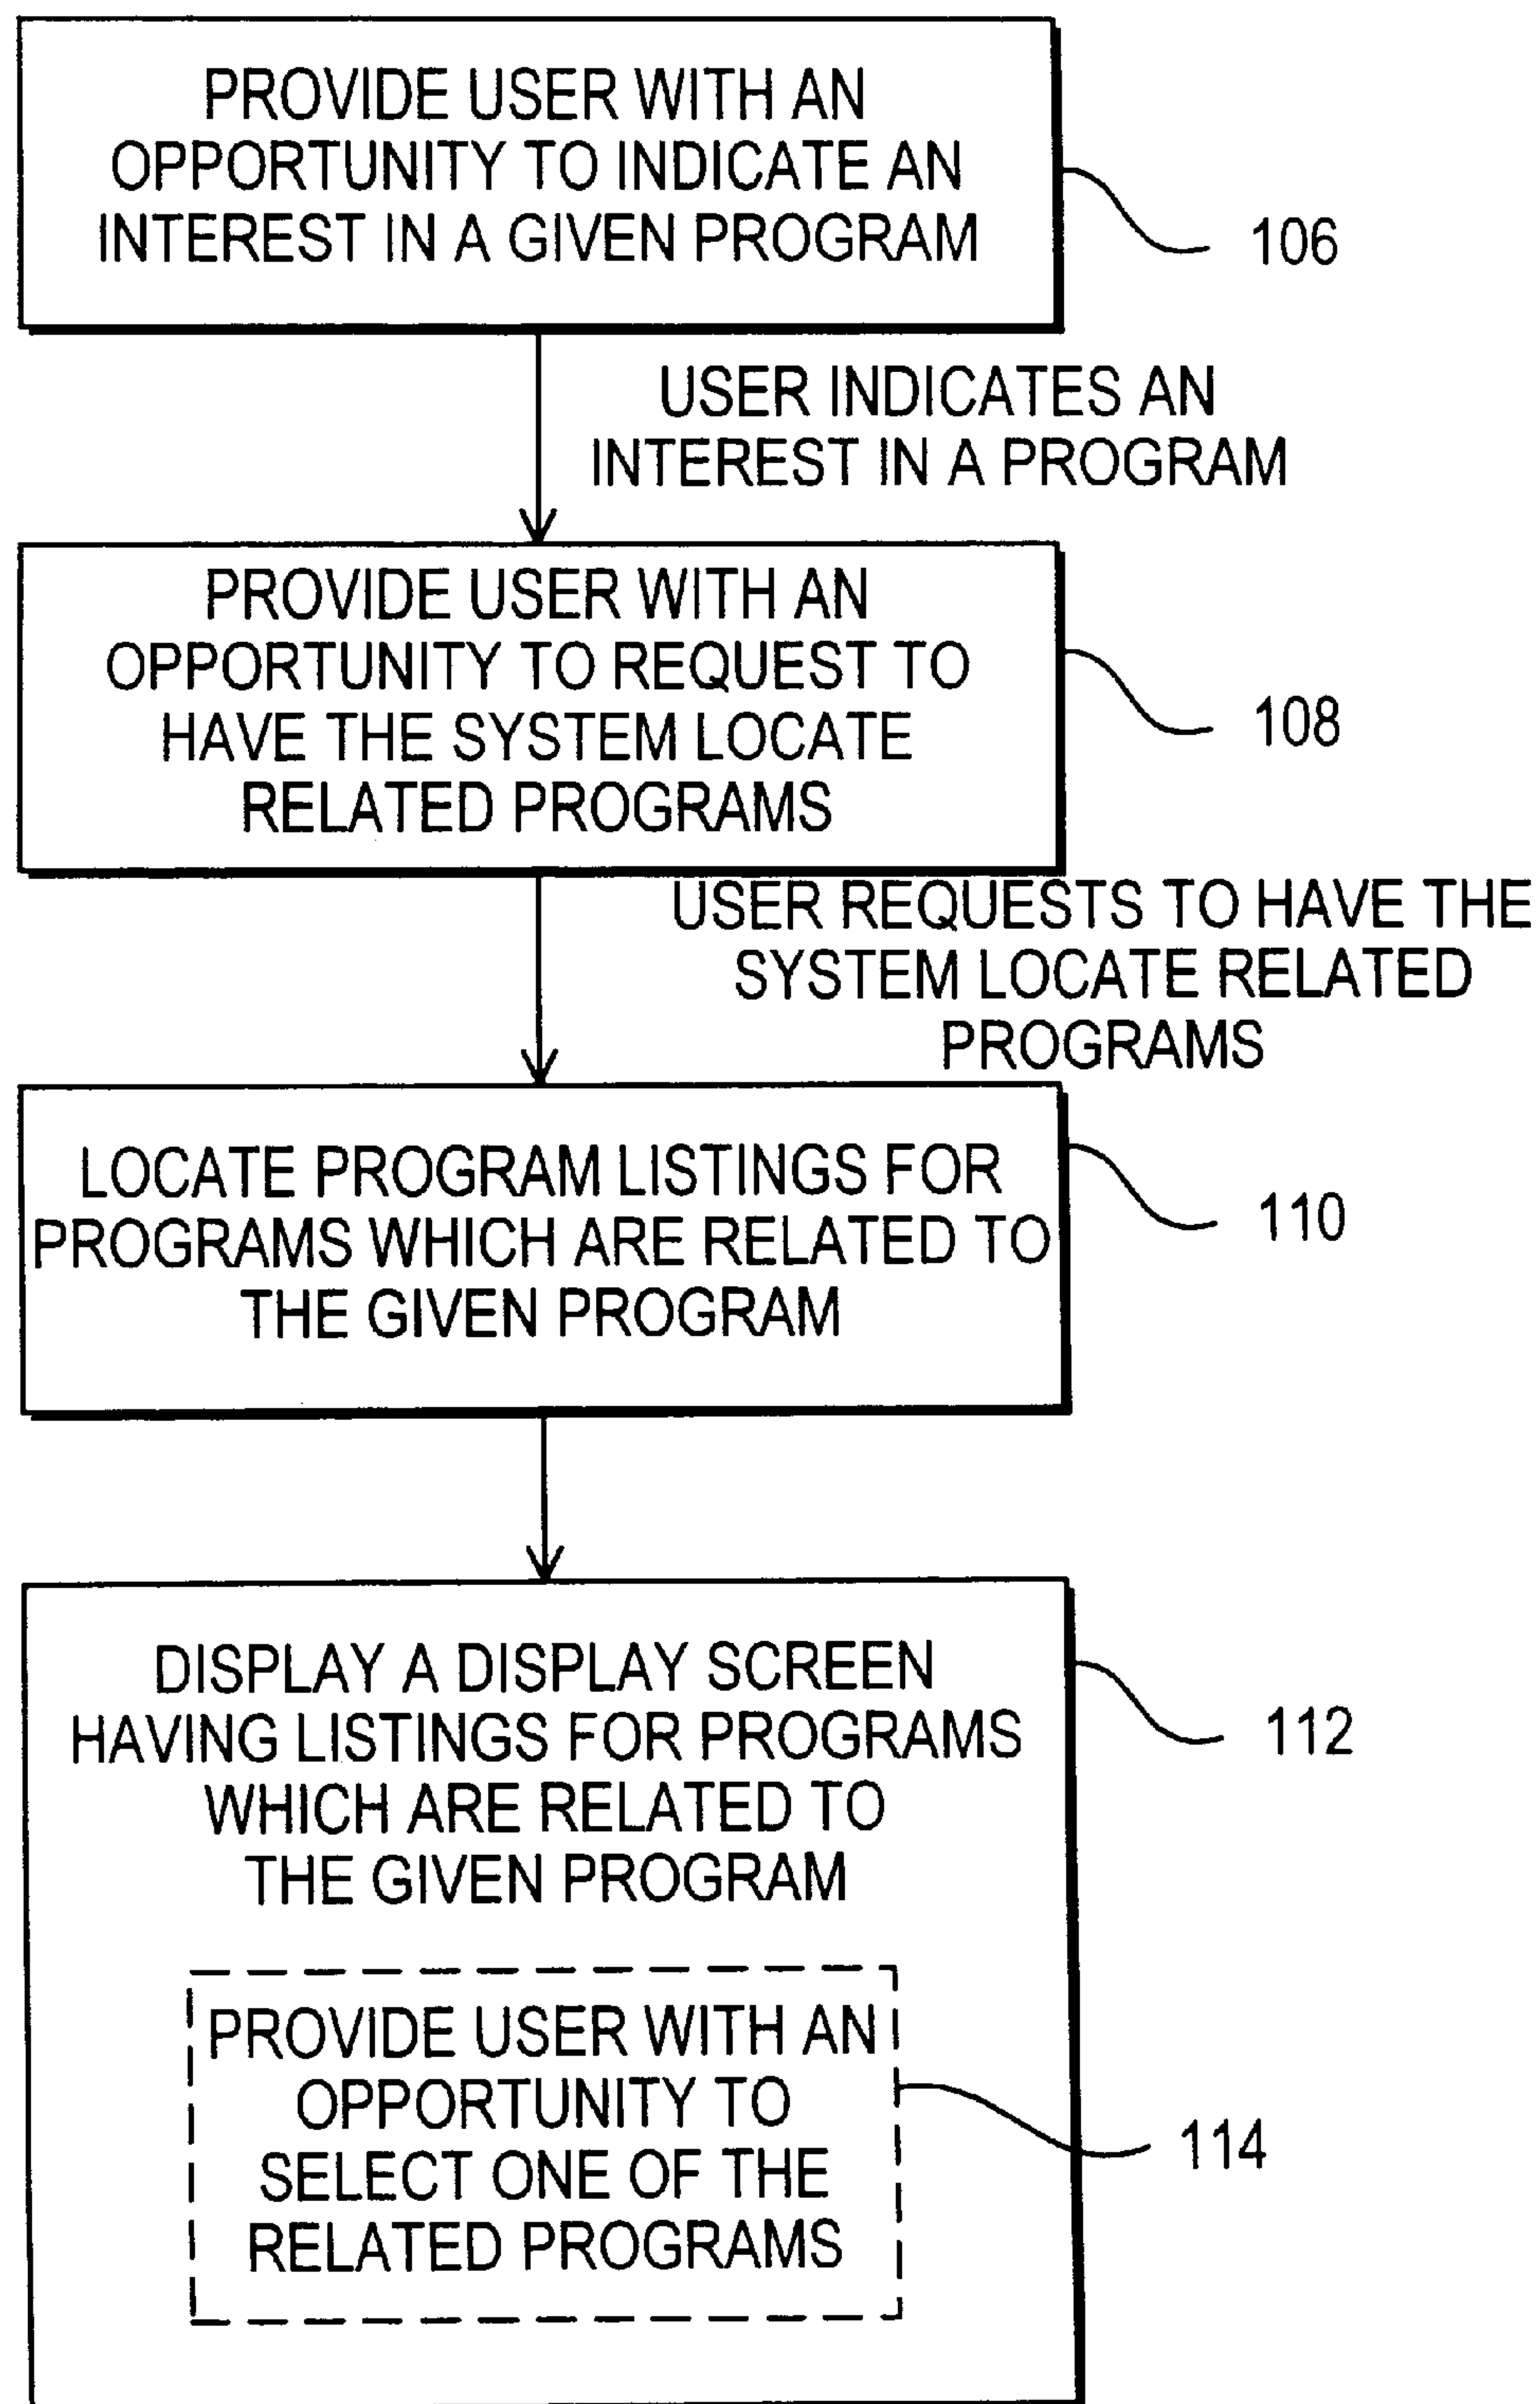 PROVIDE USER WITH AN
OPPORTUNITY TO INDICATE AN
INTEREST IN A GIVEN PROGRAM
106
USER INDICATES AN
INTEREST IN A PROGRAM
PROVIDE USER WITH AN
OPPORTUNITY TO REQUEST TO
HAVE THE SYSTEM LOCATE
RELATED PROGRAMS
108
USER REQUESTS TO HAVE THE
SYSTEM LOCATE RELATED
PROGRAMS
LOCATE PROGRAM LISTINGS FOR
PROGRAMS WHICH ARE RELATED TO
THE GIVEN PROGRAM
110
DISPLAY A DISPLAY SCREEN
HAVING LISTINGS FOR PROGRAMS
WHICH ARE RELATED TO
THE GIVEN PROGRAM
112
PROVIDE USER WITH AN
OPPORTUNITY TO
SELECT ONE OF THE
RELATED PROGRAMS
114